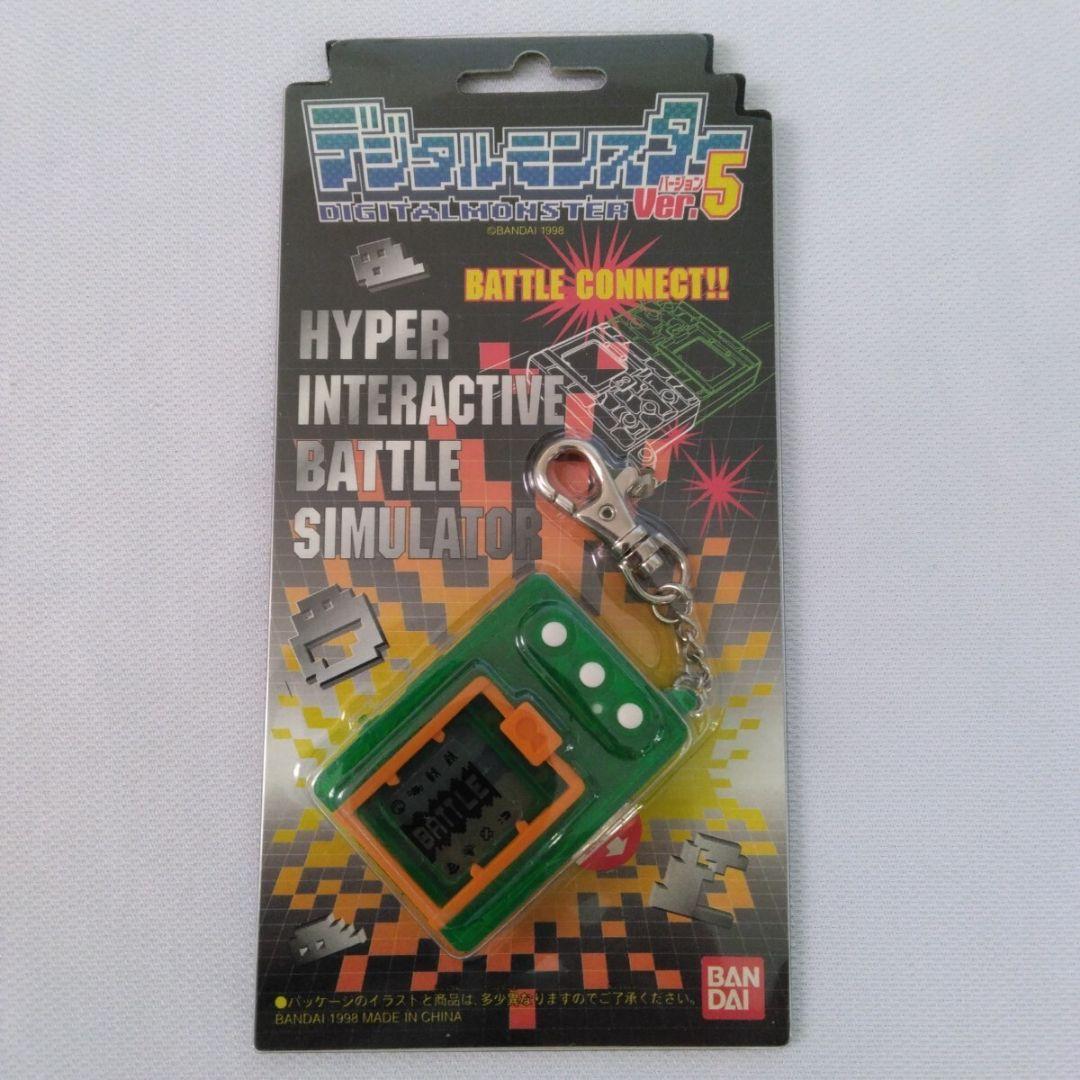 デジタルモンスター
バージョン
DIGITALMONSTER Ver.5
©BANDAI 1998
BATTLE CONNECT!!
HYPER
INTERACTIVE
BATTLE
SIMULATOR
BATTLE
BAN
DAI
●パッケージのイラストと商品は、多少異なりますのでご了承ください。
BANDAI 1998 MADE IN CHINA